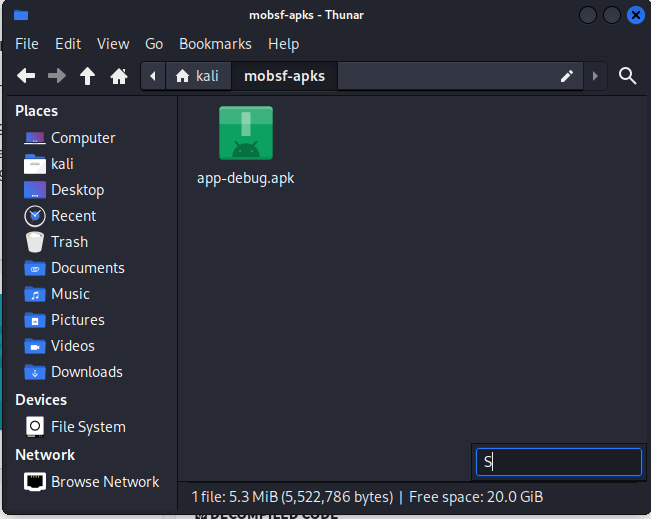 mobsf-apks - Thunar
File Edit View Go Bookmarks Help
kali mobsf-apks
Places
Computer
kali
Desktop
Recent
Trash
Documents
Music
Pictures
Videos
Downloads
Devices
File System
Network
Browse Network
app-debug.apk
S
1 file: 5.3 MiB (5,522,786 bytes) | Free space: 20.0 GiB
DECOMPILED CODE